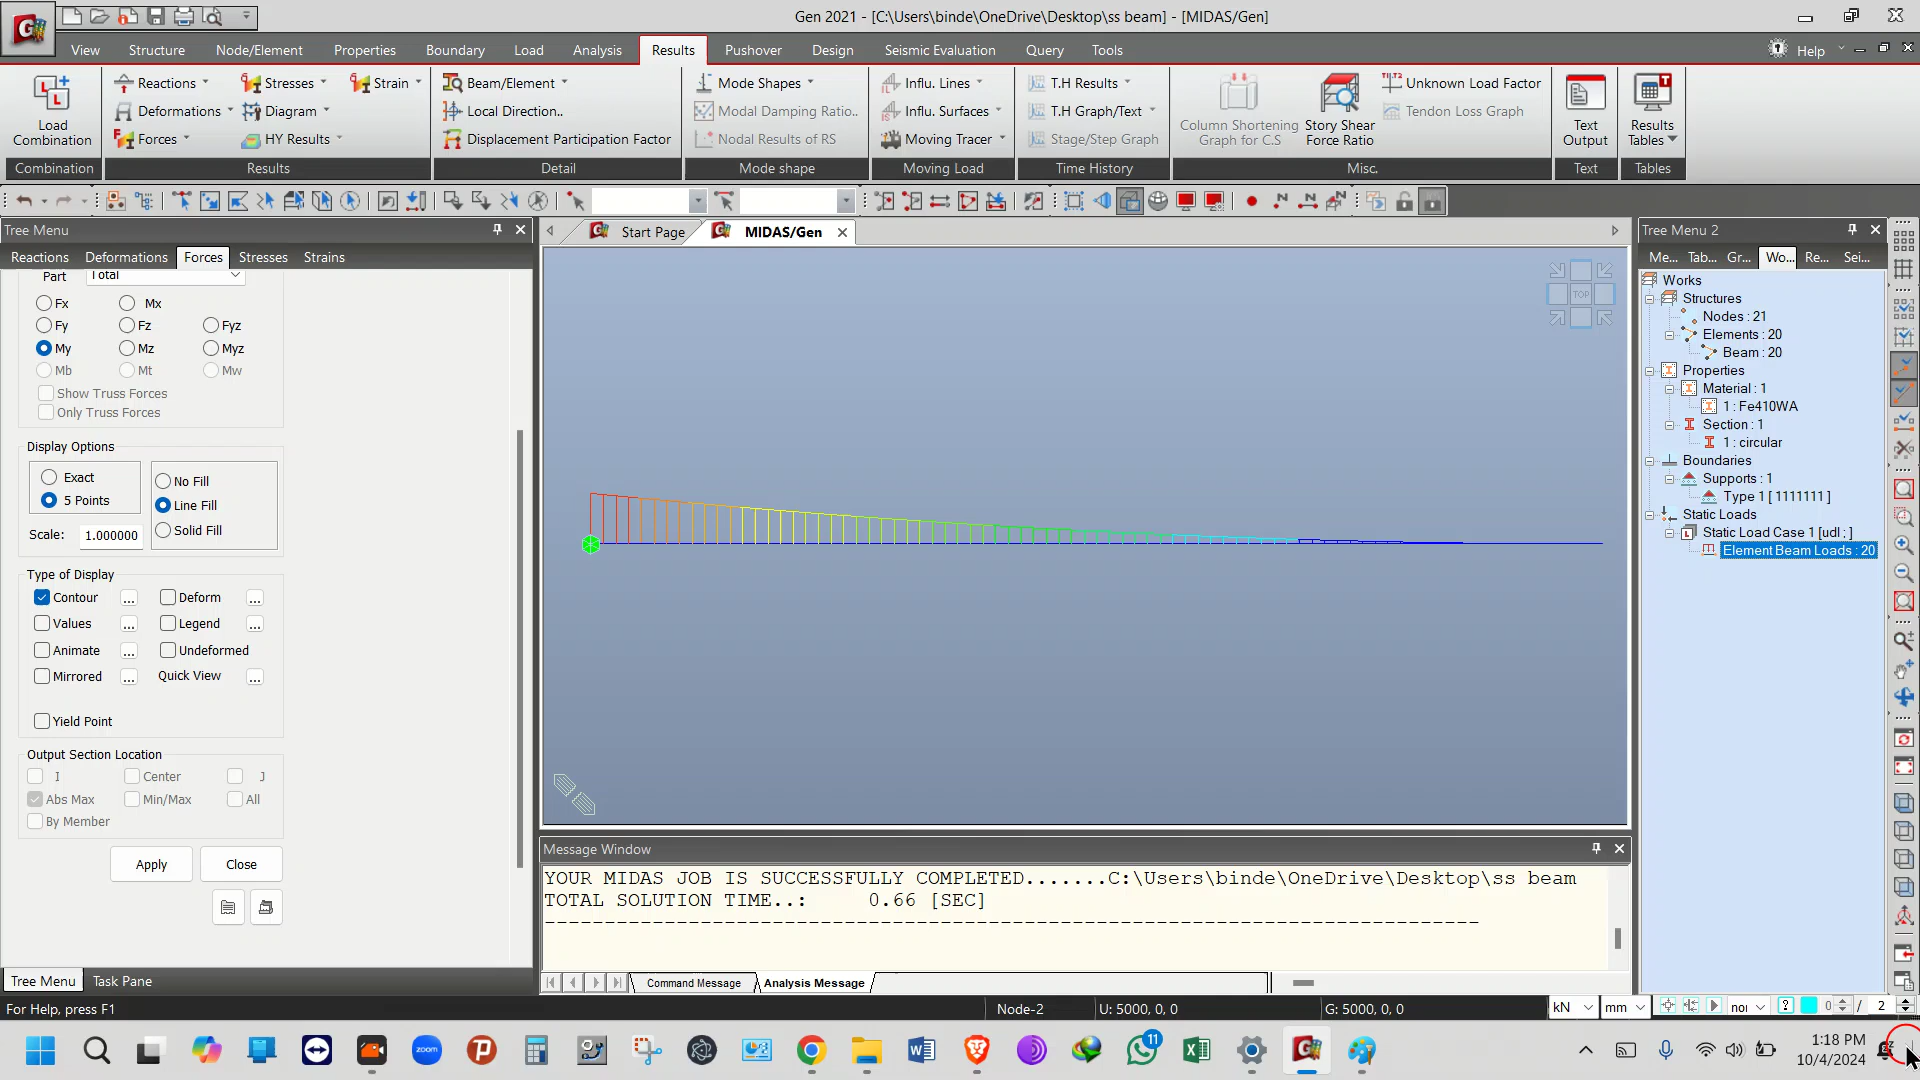 Gen 2021 - [C:\Users\binde\OneDrive\Desktop\ss beam] - [MIDAS/Gen]
View Structure Node/Element Properties Boundary Load Analysis Results Pushover Design Seismic Evaluation Query Tools Help
Reactions Stresses Strain Beam/Element Mode Shapes Influ. Lines T.H Results Unknown Load Factor
Deformations Diagram Local Direction.. Modal Damping Ratio.. Influ. Surfaces T.H Graph/Text Tendon Loss Graph
Load Combination
Column Shortening Graph for C.S
Story Shear Force Ratio
Text Output
Results Tables
Forces HY Results Displacement Participation Factor Nodal Results of RS Moving Tracer Stage/Step Graph
Combination Results Detail Mode shape Moving Load Time History Misc. Text Tables
Tree Menu
Start Page MIDAS/Gen
Tree Menu 2
Reactions Deformations Forces Stresses Strains
Me... Tab... Gr... Wo... Re... Sei...
Part Total
Fx Mx
Fy Fz Fyz
My Mz Myz
Mb Mt Mw
Show Truss Forces
Only Truss Forces
Display Options
Exact
5 Points
No Fill
Line Fill
Solid Fill
Scale: 1.000000
Type of Display
Contour ... Deform ...
Values ... Legend ...
Animate ... Undeformed
Mirrored ... Quick View ...
Yield Point
Output Section Location
I Center J
Abs Max Min/Max All
By Member
Apply Close
Tree Menu Task Pane
TOP
Works
Structures
Nodes : 21
Elements : 20
Beam : 20
Properties
Material : 1
1 : Fe410WA
Section : 1
1 : circular
Boundaries
Supports : 1
Type 1 [ 1111111 ]
Static Loads
Static Load Case 1 [udl ; ]
Element Beam Loads : 20
Message Window
YOUR MIDAS JOB IS SUCCESSFULLY COMPLETED.......C:\Users\binde\OneDrive\Desktop\ss beam
TOTAL SOLUTION TIME..: 0.66 [SEC]
Command Message Analysis Message
For Help, press F1 Node-2 U: 5000, 0, 0 G: 5000, 0, 0 kN mm nor ? 0 / 2
zoom
11
1:18 PM
10/4/2024